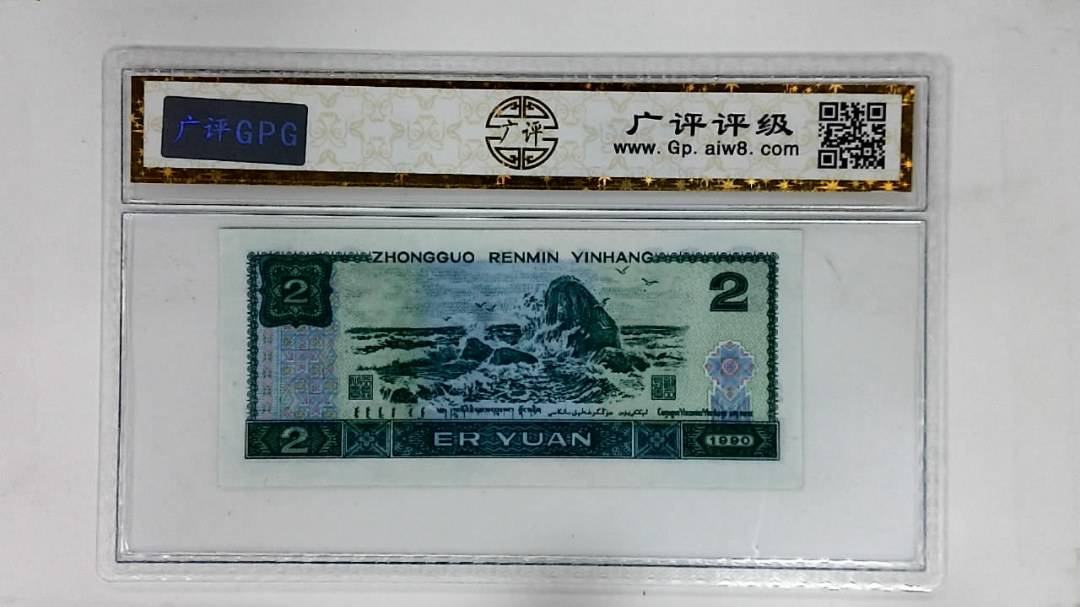 广评GPG
广评
广评评级
www.Gp.aiw8.com
ZHONGGUO RENMIN YINHANG
2
2
2
ER YUAN
1990